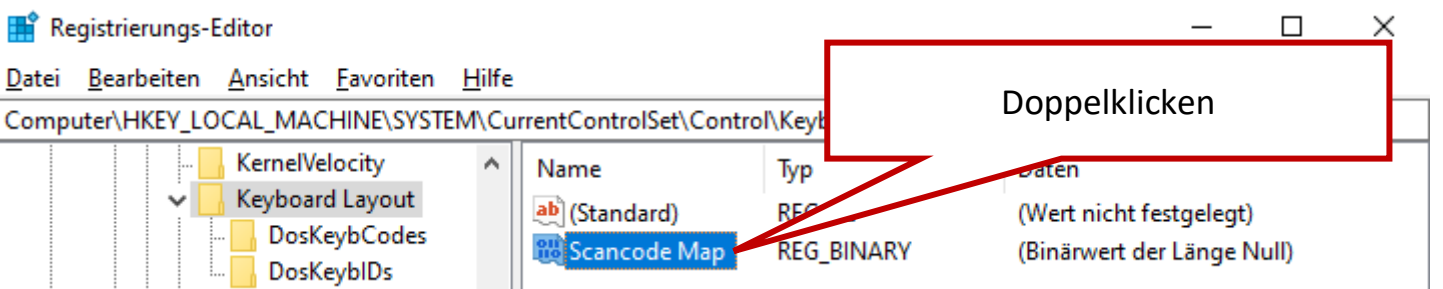 Registrierungs-Editor
Datei Bearbeiten Ansicht Favoriten Hilfe
Doppelklicken
Computer\HKEY_LOCAL_MACHINE\SYSTEM\CurrentControlSet\Control\Keyb
KernelVelocity
Keyboard Layout
DosKeybCodes
DosKeybIDs
Name Typ Daten
ab (Standard) (Wert nicht festgelegt)
Scancode Map REG_BINARY (Binärwert der Länge Null)